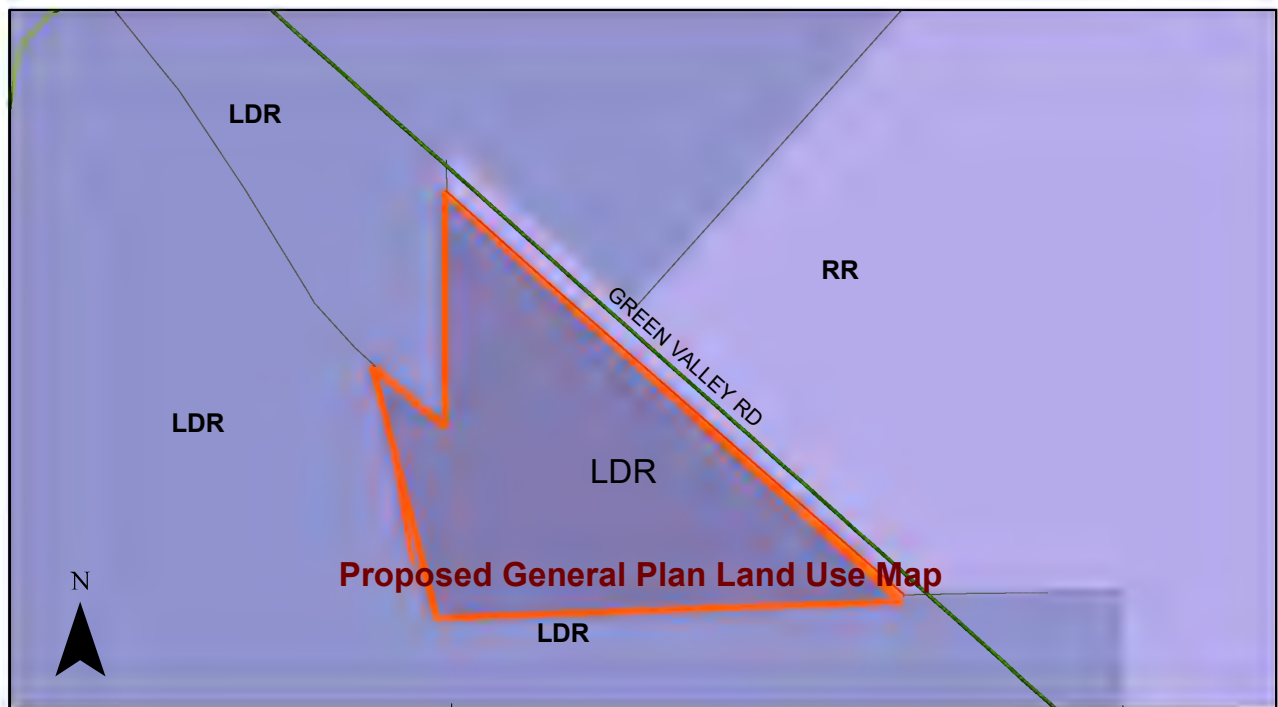 LDR
RR
GREEN VALLEY RD
LDR
LDR
Proposed General Plan Land Use Map
N
LDR